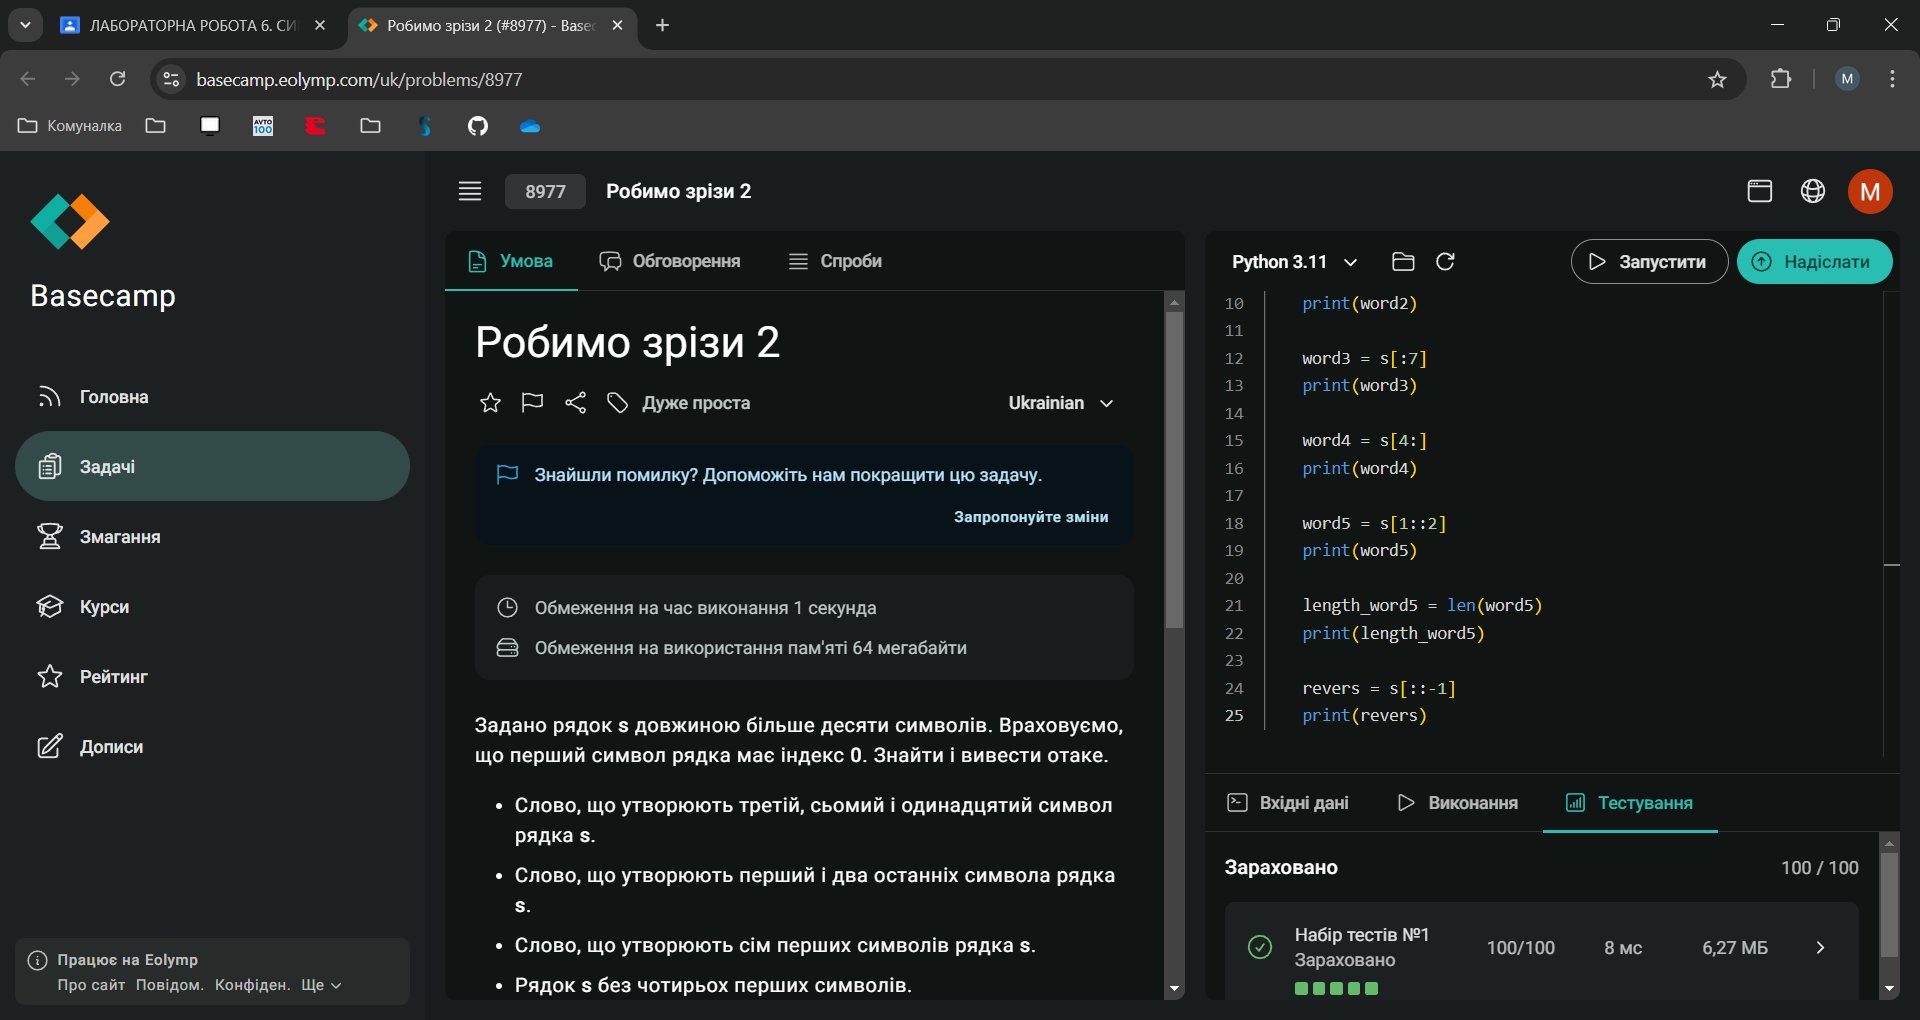 ЛАБОРАТОРНА РОБОТА 6. СИ
Робимо зрізи 2 (#8977) - Basec
basecamp.eolymp.com/uk/problems/8977
M
Комуналка
AVTO
100
Basecamp
Головна
Задачі
Змагання
Курси
Рейтинг
Дописи
Працює на Eolymp
Про сайт Повідом. Конфіден. Ще
8977
Робимо зрізи 2
M
Умова
Обговорення
Спроби
Робимо зрізи 2
Дуже проста
Ukrainian
Знайшли помилку? Допоможіть нам покращити цю задачу.
Запропонуйте зміни
Обмеження на час виконання 1 секунда
Обмеження на використання пам'яті 64 мегабайти
Задано рядок s довжиною більше десяти символів. Враховуємо,
що перший символ рядка має індекс 0. Знайти і вивести отаке.
• Слово, що утворюють третій, сьомий і одинадцятий символ
рядка s.
• Слово, що утворюють перший і два останніх символа рядка
s.
• Слово, що утворюють сім перших символів рядка s.
• Рядок s без чотирьох перших символів.
Python 3.11
Запустити
Надіслати
10 print(word2)
11
12 word3 = s[:7]
13 print(word3)
14
15 word4 = s[4:]
16 print(word4)
17
18 word5 = s[1::2]
19 print(word5)
20
21 length_word5 = len(word5)
22 print(length_word5)
23
24 revers = s[::-1]
25 print(revers)
Вхідні дані
Виконання
Тестування
Зараховано
100 / 100
Набір тестів №1
Зараховано
100/100
8 мс
6,27 МБ